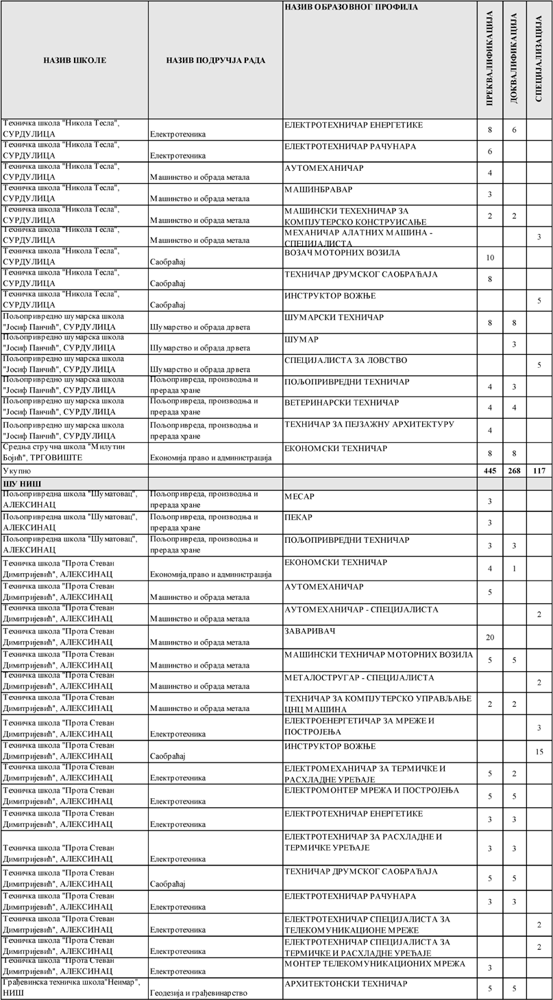 НАЗИВ ШКОЛЕ НАЗИВ ПОДРУЧЈА РАДА НАЗИВ ОБРАЗОВНОГ ПРОФИЛА ПРЕКВАЛИФИКАЦИЈА ДОКВАЛИФИКАЦИЈА СПЕЦИЈАЛИЗАЦИЈА
Техничка школа "Никола Тесла", ЕЛЕКТРОТЕХНИЧАР ЕНЕРГЕТИКЕ
СУРДУЛИЦА Електротехника 8 6
Техничка школа "Никола Тесла", ЕЛЕКТРОТЕХНИЧАР РАЧУНАРА
СУРДУЛИЦА Електротехника 6
Техничка школа "Никола Тесла", АУТОМЕХАНИЧАР
СУРДУЛИЦА Машинство и обрада метала 4
Техничка школа "Никола Тесла", МАШИНБРАВАР
СУРДУЛИЦА Машинство и обрада метала 3
Техничка школа "Никола Тесла", МАШИНСКИ ТЕХЕХНИЧАР ЗА
СУРДУЛИЦА Машинство и обрада метала КОМПЈУТЕРСКО КОНСТРУИСАЊЕ 2 2
Техничка школа "Никола Тесла", МЕХАНИЧАР АЛАТНИХ МАШИНА -
СУРДУЛИЦА Машинство и обрада метала СПЕЦИЈАЛИСТА 3
Техничка школа "Никола Тесла", ВОЗАЧ МОТОРНИХ ВОЗИЛА
СУРДУЛИЦА Саобраћај 10
Техничка школа "Никола Тесла", ТЕХНИЧАР ДРУМСКОГ САОБРАЋАЈА
СУРДУЛИЦА Саобраћај 8
Техничка школа "Никола Тесла", ИНСТРУКТОР ВОЖЊЕ
СУРДУЛИЦА Саобраћај 5
Пољопривредно шумарска школа ШУМАРСКИ ТЕХНИЧАР
"Јосиф Панчић", СУРДУЛИЦА Шумарство и обрада дрвета 8 8
Пољопривредно шумарска школа ШУМАР
"Јосиф Панчић", СУРДУЛИЦА Шумарство и обрада дрвета 3
Пољопривредно шумарска школа СПЕЦИЈАЛИСТА ЗА ЛОВСТВО
"Јосиф Панчић", СУРДУЛИЦА Шумарство и обрада дрвета 5
Пољопривредно шумарска школа Пољопривреда, производња и ПОЉОПРИВРЕДНИ ТЕХНИЧАР
"Јосиф Панчић", СУРДУЛИЦА прерада хране 4 3
Пољопривредно шумарска школа Пољопривреда, производња и ВЕТЕРИНАРСКИ ТЕХНИЧАР
"Јосиф Панчић", СУРДУЛИЦА прерада хране 4 4
Пољопривредно шумарска школа Пољопривреда, производња и ТЕХНИЧАР ЗА ПЕЈЗАЖНУ АРХИТЕКТУРУ
"Јосиф Панчић", СУРДУЛИЦА прерада хране 4
Средња стручна школа "Милутин ЕКОНОМСКИ ТЕХНИЧАР
Бојић", ТРГОВИШТЕ Економија право и администрација 8 8
Укупно 445 268 117
ШУ НИШ
Пољопривредна школа "Шуматовац", Пољопривреда, производња и МЕСАР
АЛЕКСИНАЦ прерада хране 3
Пољопривредна школа "Шуматовац", Пољопривреда, производња и ПЕКАР
АЛЕКСИНАЦ прерада хране 3
Пољопривредна школа "Шуматовац", Пољопривреда, производња и ПОЉОПРИВРЕДНИ ТЕХНИЧАР
АЛЕКСИНАЦ прерада хране 3 3
Техничка школа "Прота Стеван ЕКОНОМСКИ ТЕХНИЧАР
Димитријевић", АЛЕКСИНАЦ Економија,право и администрација 4 1
Техничка школа "Прота Стеван АУТОМЕХАНИЧАР
Димитријевић", АЛЕКСИНАЦ Машинство и обрада метала 5
Техничка школа "Прота Стеван АУТОМЕХАНИЧАР - СПЕЦИЈАЛИСТА
Димитријевић", АЛЕКСИНАЦ Машинство и обрада метала 2
Техничка школа "Прота Стеван ЗАВАРИВАЧ
Димитријевић", АЛЕКСИНАЦ Машинство и обрада метала 20
Техничка школа "Прота Стеван МАШИНСКИ ТЕХНИЧАР МОТОРНИХ ВОЗИЛА
Димитријевић", АЛЕКСИНАЦ Машинство и обрада метала 5 5
Техничка школа "Прота Стеван МЕТАЛОСТРУГАР - СПЕЦИЈАЛИСТА
Димитријевић", АЛЕКСИНАЦ Машинство и обрада метала 2
Техничка школа "Прота Стеван ТЕХНИЧАР ЗА КОМПЈУТЕРСКО УПРАВЉАЊЕ
Димитријевић", АЛЕКСИНАЦ Машинство и обрада метала ЦНЦ МАШИНА 2 2
Техничка школа "Прота Стеван ЕЛЕКТРОЕНЕРГЕТИЧАР ЗА МРЕЖЕ И
Димитријевић", АЛЕКСИНАЦ Електротехника ПОСТРОЈЕЊА 3
Техничка школа "Прота Стеван ИНСТРУКТОР ВОЖЊЕ
Димитријевић", АЛЕКСИНАЦ Саобраћај 15
Техничка школа "Прота Стеван ЕЛЕКТРОМЕХАНИЧАР ЗА ТЕРМИЧКЕ И
Димитријевић", АЛЕКСИНАЦ Електротехника РАСХЛАДНЕ УРЕЂАЈЕ 5 2
Техничка школа "Прота Стеван ЕЛЕКТРОМОНТЕР МРЕЖА И ПОСТРОЈЕЊА
Димитријевић", АЛЕКСИНАЦ Електротехника 5 5
Техничка школа "Прота Стеван ЕЛЕКТРОТЕХНИЧАР ЕНЕРГЕТИКЕ
Димитријевић", АЛЕКСИНАЦ Електротехника 3 3
Техничка школа "Прота Стеван ЕЛЕКТРОТЕХНИЧАР ЗА РАСХЛАДНЕ И
Димитријевић", АЛЕКСИНАЦ Електротехника ТЕРМИЧКЕ УРЕЂАЈЕ 3 3
Техничка школа "Прота Стеван ТЕХНИЧАР ДРУМСКОГ САОБРАЋАЈА
Димитријевић", АЛЕКСИНАЦ Саобраћај 5 5
Техничка школа "Прота Стеван ЕЛЕКТРОТЕХНИЧАР РАЧУНАРА
Димитријевић", АЛЕКСИНАЦ Електротехника 3 3
Техничка школа "Прота Стеван ЕЛЕКТРОТЕХНИЧАР СПЕЦИЈАЛИСТА ЗА
Димитријевић", АЛЕКСИНАЦ Електротехника ТЕЛЕКОМУНИКАЦИОНЕ МРЕЖЕ 2
Техничка школа "Прота Стеван ЕЛЕКТРОТЕХНИЧАР СПЕЦИЈАЛИСТА ЗА
Димитријевић", АЛЕКСИНАЦ Електротехника ТЕРМИЧКЕ И РАСХЛАДНЕ УРЕЂАЈЕ 2
Техничка школа "Прота Стеван МОНТЕР ТЕЛЕКОМУНИКАЦИОНИХ МРЕЖА
Димитријевић", АЛЕКСИНАЦ Електротехника 3
Грађевинска техничка школа"Неимар", АРХИТЕКТОНСКИ ТЕХНИЧАР
НИШ Геодезија и грађевинарство 5 5